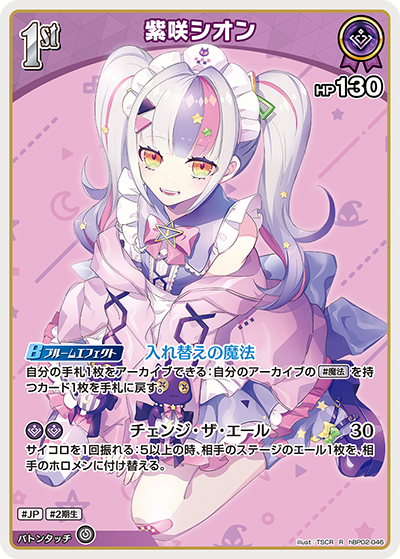 1st
紫咲シオン
HP130
Bブルームエフェクト 入れ替えの魔法
自分の手札1枚をアーカイブできる:自分のアーカイブの #魔法 を持
つカード1枚を手札に戻す。
チェンジ・ザ・エール 30
サイコロを1回振れる:5以上の時、相手のステージのエール1枚を、相
手のホロメンに付け替える。
#JP #2期生
バトンタッチ
illust:TSCR R hBP02-046